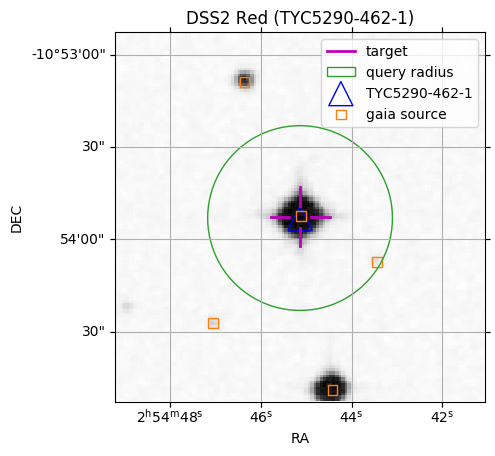 DSS2 Red (TYC5290-462-1)
target
query radius
TYC5290-462-1
gaia source
-10°53'00"
30"
54'00"
30"
DEC
2ʰ54ᵐ48ˢ 46ˢ 44ˢ 42ˢ
RA